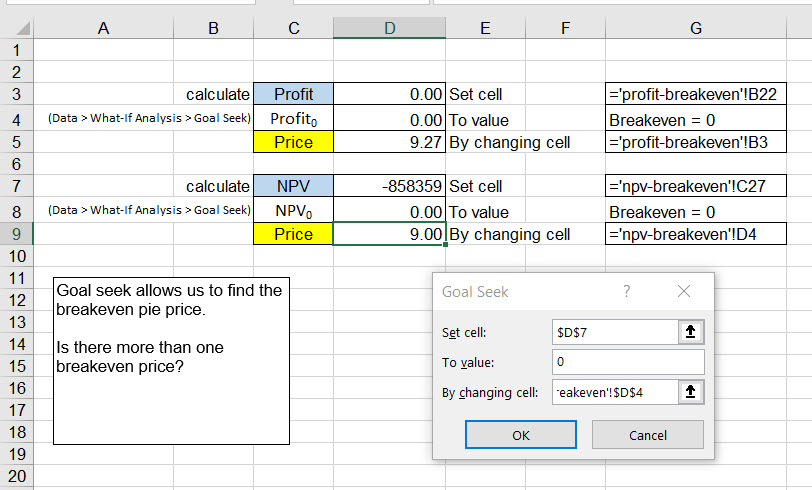 A B C D E F G
1
2
3 calculate Profit 0.00 Set cell ='profit-breakeven'!B22
4 (Data > What-If Analysis > Goal Seek) Profit₀ 0.00 To value Breakeven = 0
5 Price 9.27 By changing cell ='profit-breakeven'!B3
6
7 calculate NPV -858359 Set cell ='npv-breakeven'!C27
8 (Data > What-If Analysis > Goal Seek) NPV₀ 0.00 To value Breakeven = 0
9 Price 9.00 By changing cell ='npv-breakeven'!D4
10
11
12
13
14
15
16
17
18
19
20
Goal seek allows us to find the
breakeven pie price.
Is there more than one
breakeven price?
Goal Seek ?
Set cell: $D$7
To value: 0
By changing cell: reakeven'!$D$4
OK Cancel